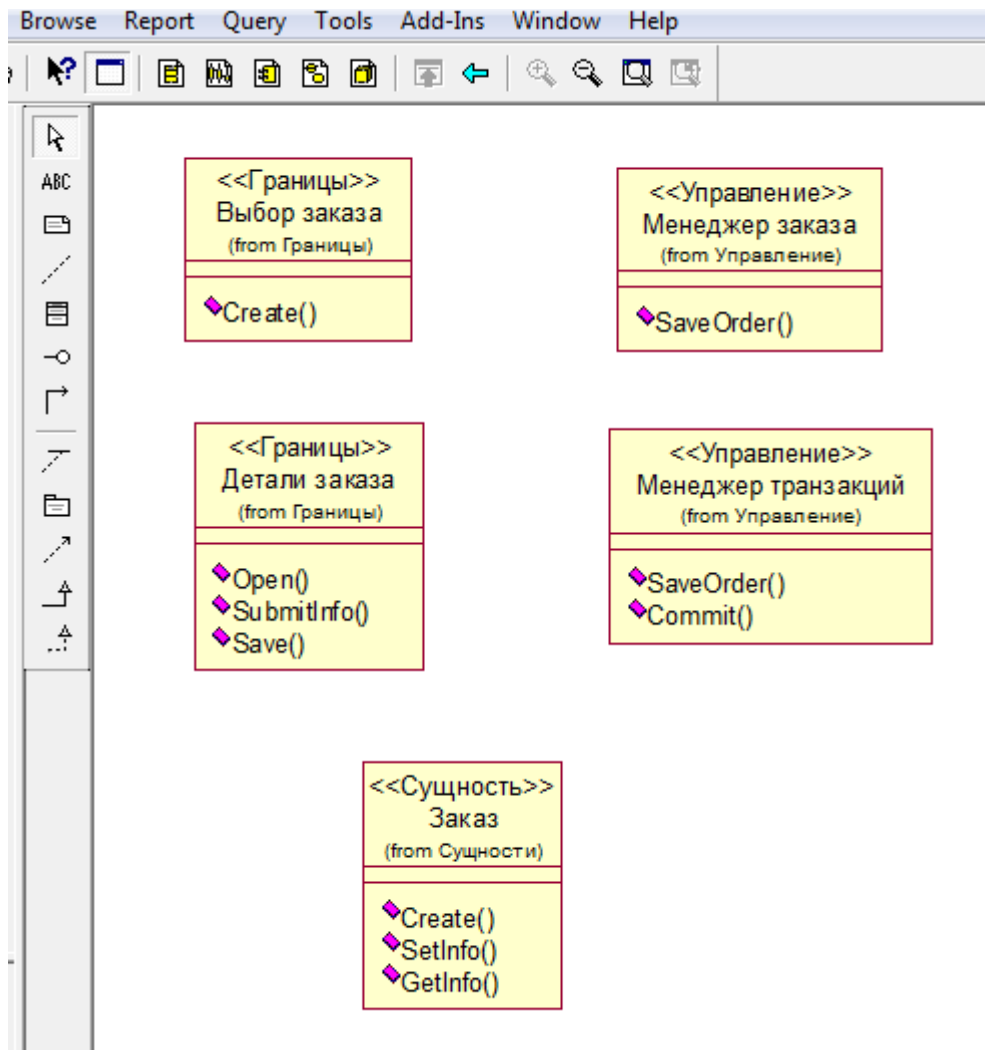 Browse Report Query Tools Add-Ins Window Help
ABC
<<Границы>>
Выбор заказа
(from Границы)
Create()
<<Управление>>
Менеджер заказа
(from Управление)
SaveOrder()
<<Границы>>
Детали заказа
(from Границы)
Open()
SubmitInfo()
Save()
<<Управление>>
Менеджер транзакций
(from Управление)
SaveOrder()
Commit()
<<Сущность>>
Заказ
(from Сущности)
Create()
SetInfo()
GetInfo()